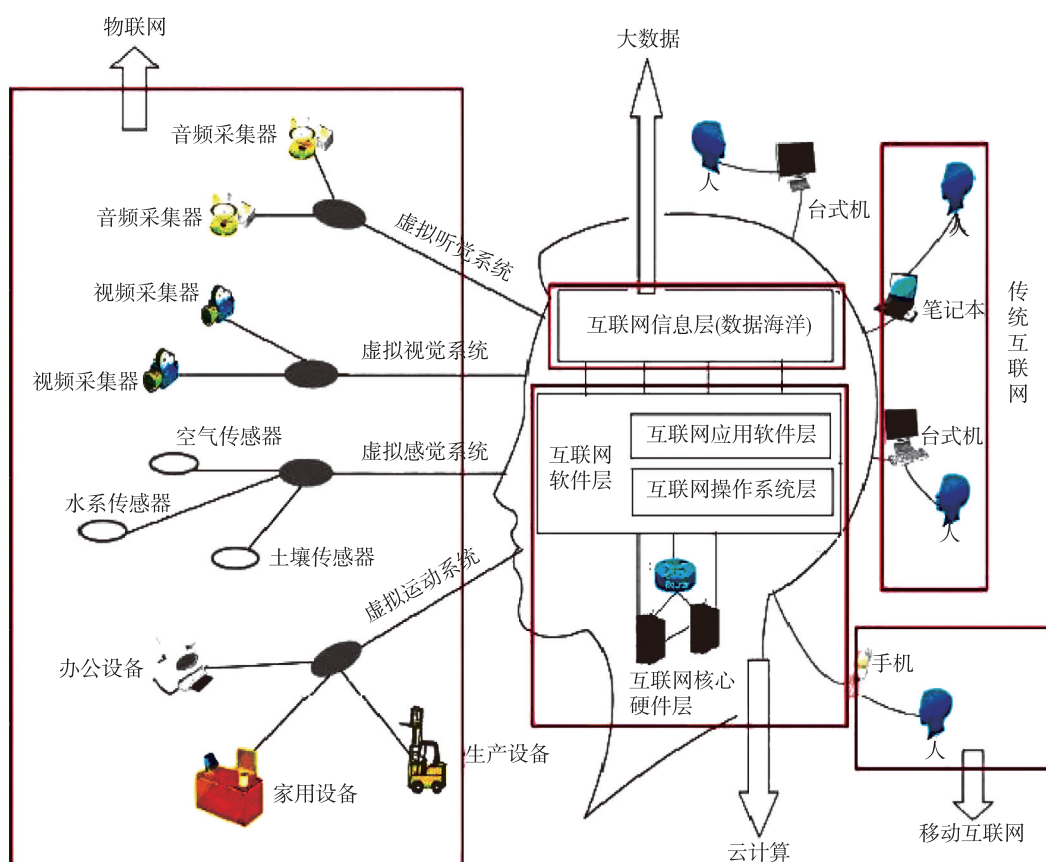 物联网
大数据
音频采集器
人
台式机
音频采集器
虚拟听觉系统
人
视频采集器
笔记本
传统互联网
互联网信息层(数据海洋)
虚拟视觉系统
视频采集器
空气传感器
虚拟感觉系统
互联网
软件层
互联网应用软件层
台式机
互联网操作系统层
水系传感器
人
土壤传感器
虚拟运动系统
办公设备
互联网核心
硬件层
手机
人
生产设备
家用设备
移动互联网
云计算